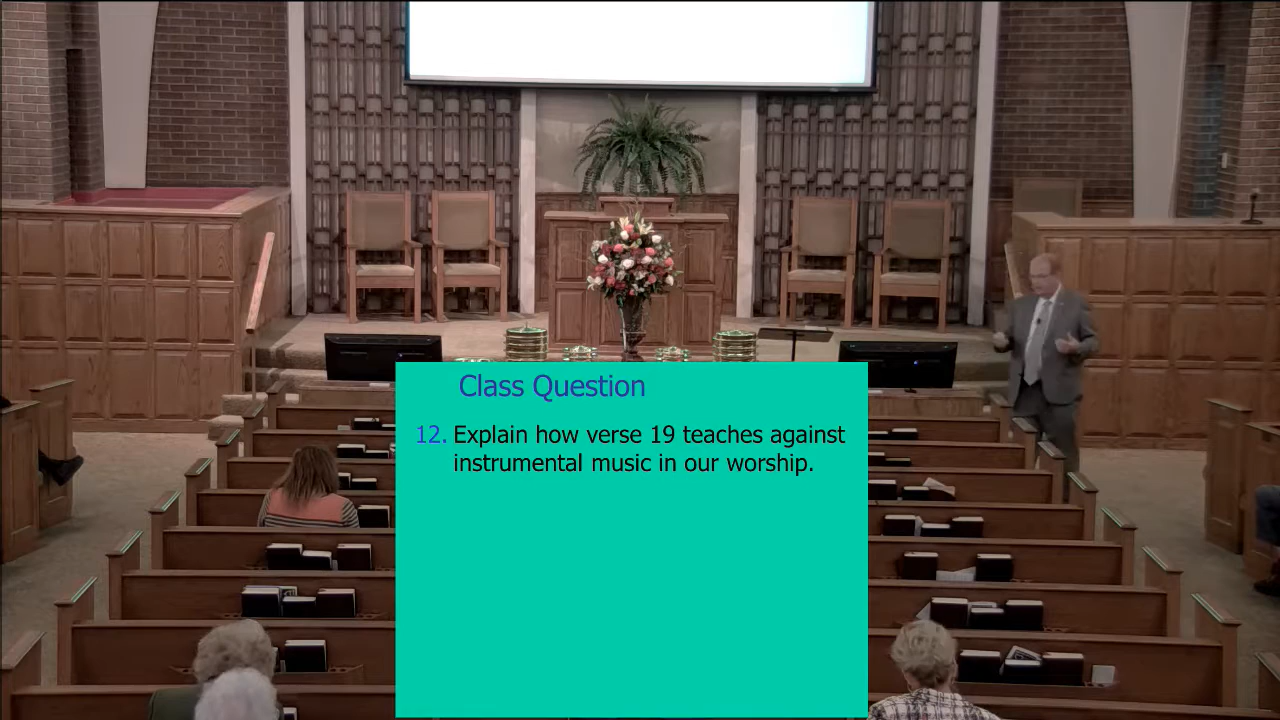 Class Question
12. Explain how verse 19 teaches against
instrumental music in our worship.